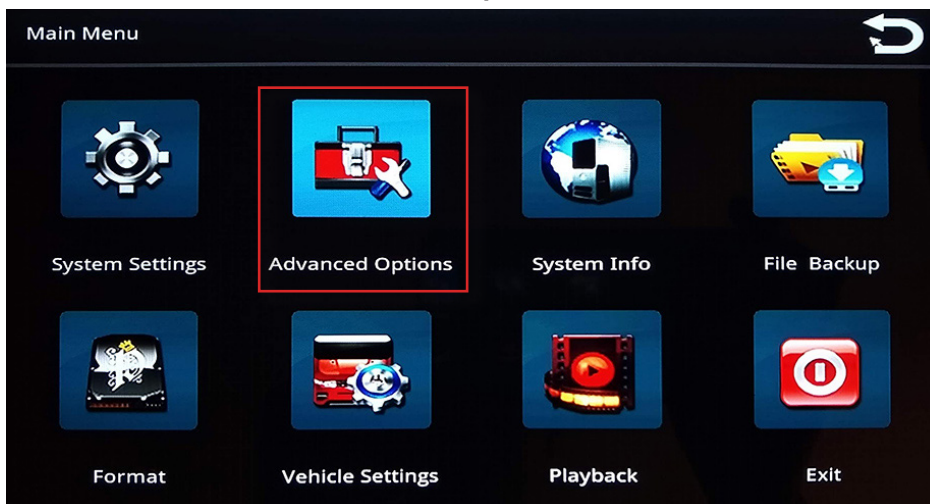 Main Menu
System Settings
Advanced Options
System Info
File Backup
Format
Vehicle Settings
Playback
Exit